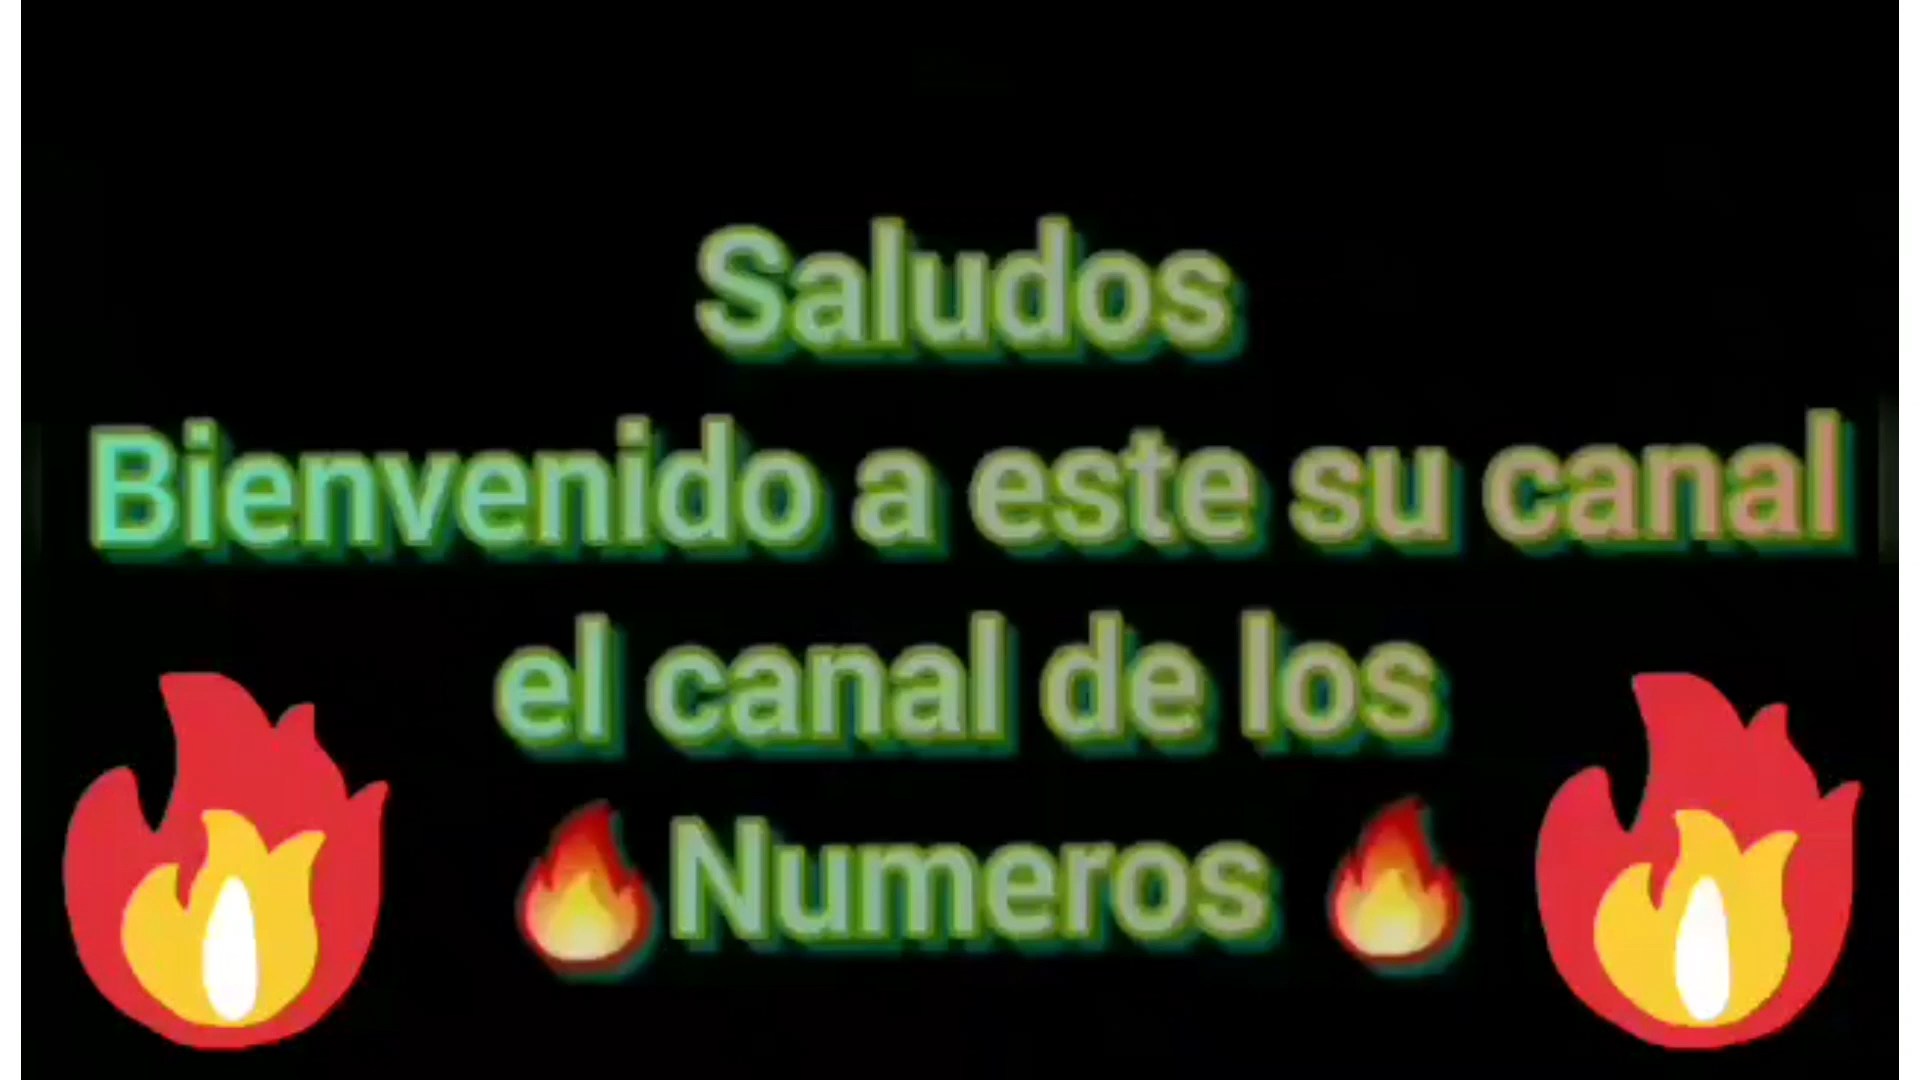 Saludos
Bienvenido a este su canal
el canal de los
🔥Numeros 🔥